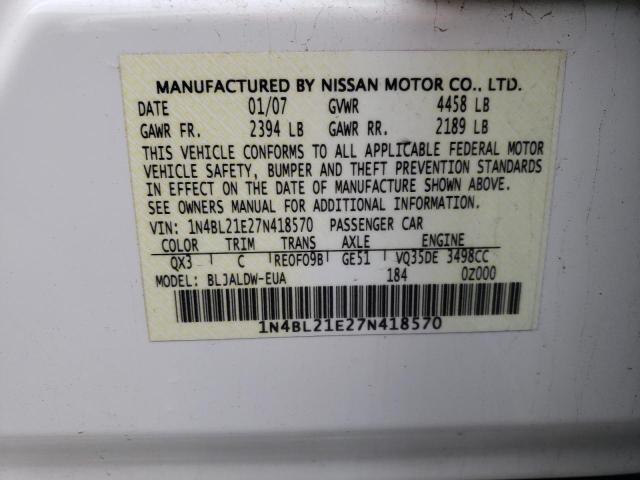 MANUFACTURED BY NISSAN MOTOR CO., LTD.
DATE 01/07 GVWR 4458 LB
GAWR FR. 2394 LB GAWR RR. 2189 LB
THIS VEHICLE CONFORMS TO ALL APPLICABLE FEDERAL MOTOR
VEHICLE SAFETY, BUMPER AND THEFT PREVENTION STANDARDS
IN EFFECT ON THE DATE OF MANUFACTURE SHOWN ABOVE.
SEE OWNERS MANUAL FOR ADDITIONAL INFORMATION.
VIN: 1N4BL21E27N418570 PASSENGER CAR
COLOR TRIM TRANS AXLE ENGINE
QX3 C RE0F09B GE51 VQ35DE 3498CC
MODEL: BLJALDW-EUA 184 0Z000
1N4BL21E27N418570